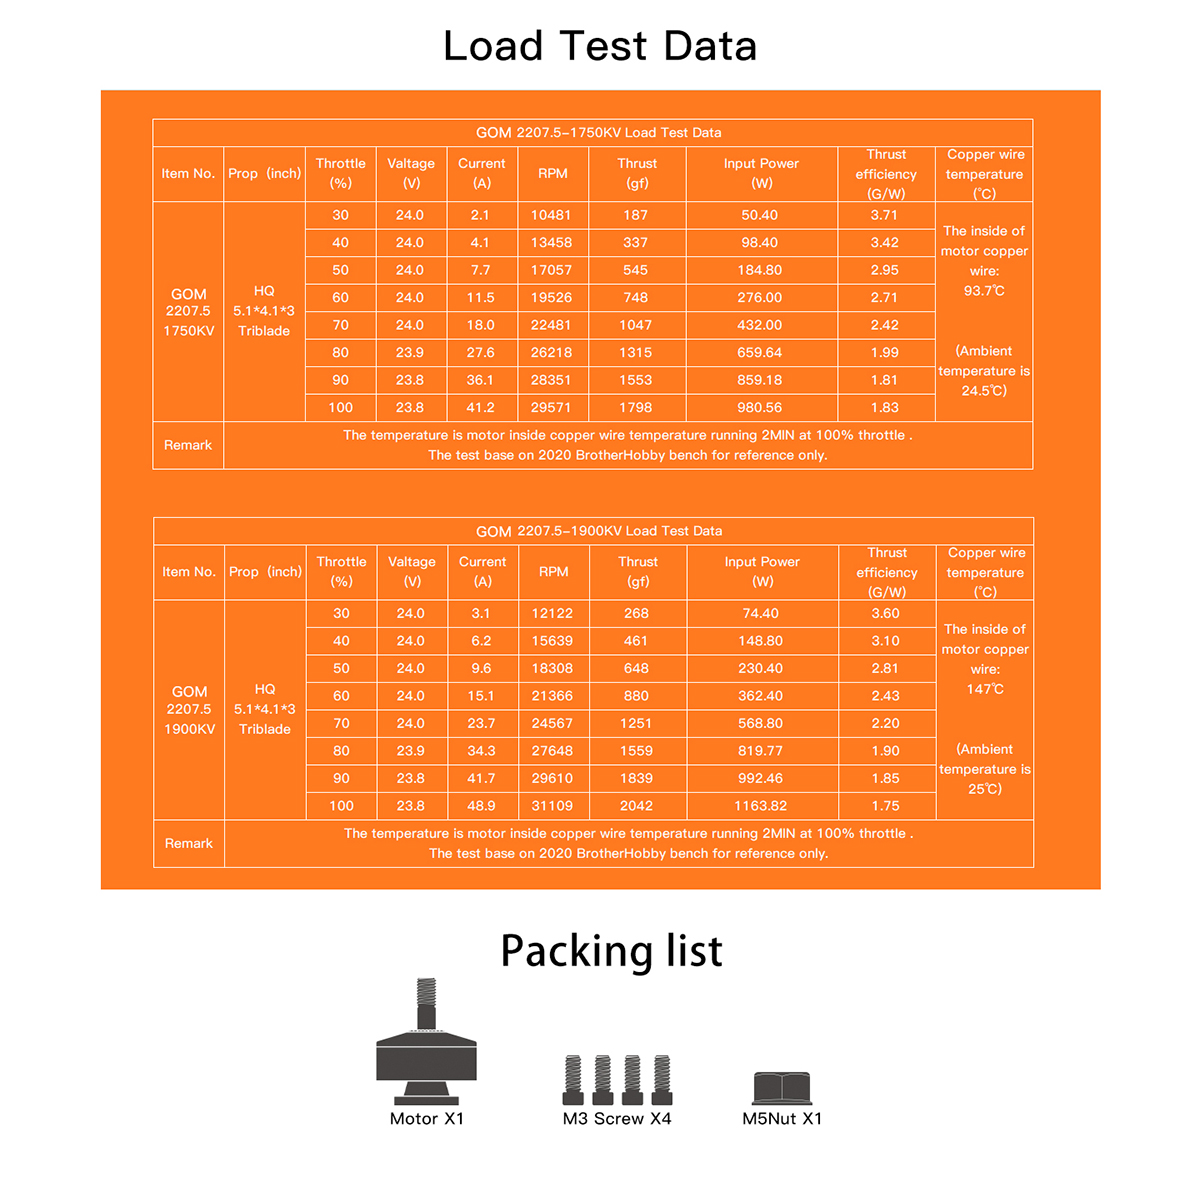 Load Test Data
GOM 2207.5-1750KV Load Test Data
Item No. Prop (inch) Throttle (%) Valtage (V) Current (A) RPM Thrust (gf) Input Power (W) Thrust efficiency (G/W) Copper wire temperature (℃)
GOM 2207.5 1750KV
HQ 5.1*4.1*3 Triblade
30 24.0 2.1 10481 187 50.40 3.71
40 24.0 4.1 13458 337 98.40 3.42
50 24.0 7.7 17057 545 184.80 2.95
60 24.0 11.5 19526 748 276.00 2.71
70 24.0 18.0 22481 1047 432.00 2.42
80 23.9 27.6 26218 1315 659.64 1.99
90 23.8 36.1 28351 1553 859.18 1.81
100 23.8 41.2 29571 1798 980.56 1.83
The inside of
motor copper
wire:
93.7℃
(Ambient
temperature is
24.5℃)
Remark
The temperature is motor inside copper wire temperature running 2MIN at 100% throttle .
The test base on 2020 BrotherHobby bench for reference only.
GOM 2207.5-1900KV Load Test Data
Item No. Prop (inch) Throttle (%) Valtage (V) Current (A) RPM Thrust (gf) Input Power (W) Thrust efficiency (G/W) Copper wire temperature (℃)
GOM 2207.5 1900KV
HQ 5.1*4.1*3 Triblade
30 24.0 3.1 12122 268 74.40 3.60
40 24.0 6.2 15639 461 148.80 3.10
50 24.0 9.6 18308 648 230.40 2.81
60 24.0 15.1 21366 880 362.40 2.43
70 24.0 23.7 24567 1251 568.80 2.20
80 23.9 34.3 27648 1559 819.77 1.90
90 23.8 41.7 29610 1839 992.46 1.85
100 23.8 48.9 31109 2042 1163.82 1.75
The inside of
motor copper
wire:
147℃
(Ambient
temperature is
25℃)
Remark
The temperature is motor inside copper wire temperature running 2MIN at 100% throttle .
The test base on 2020 BrotherHobby bench for reference only.
Packing list
Motor X1 M3 Screw X4 M5Nut X1